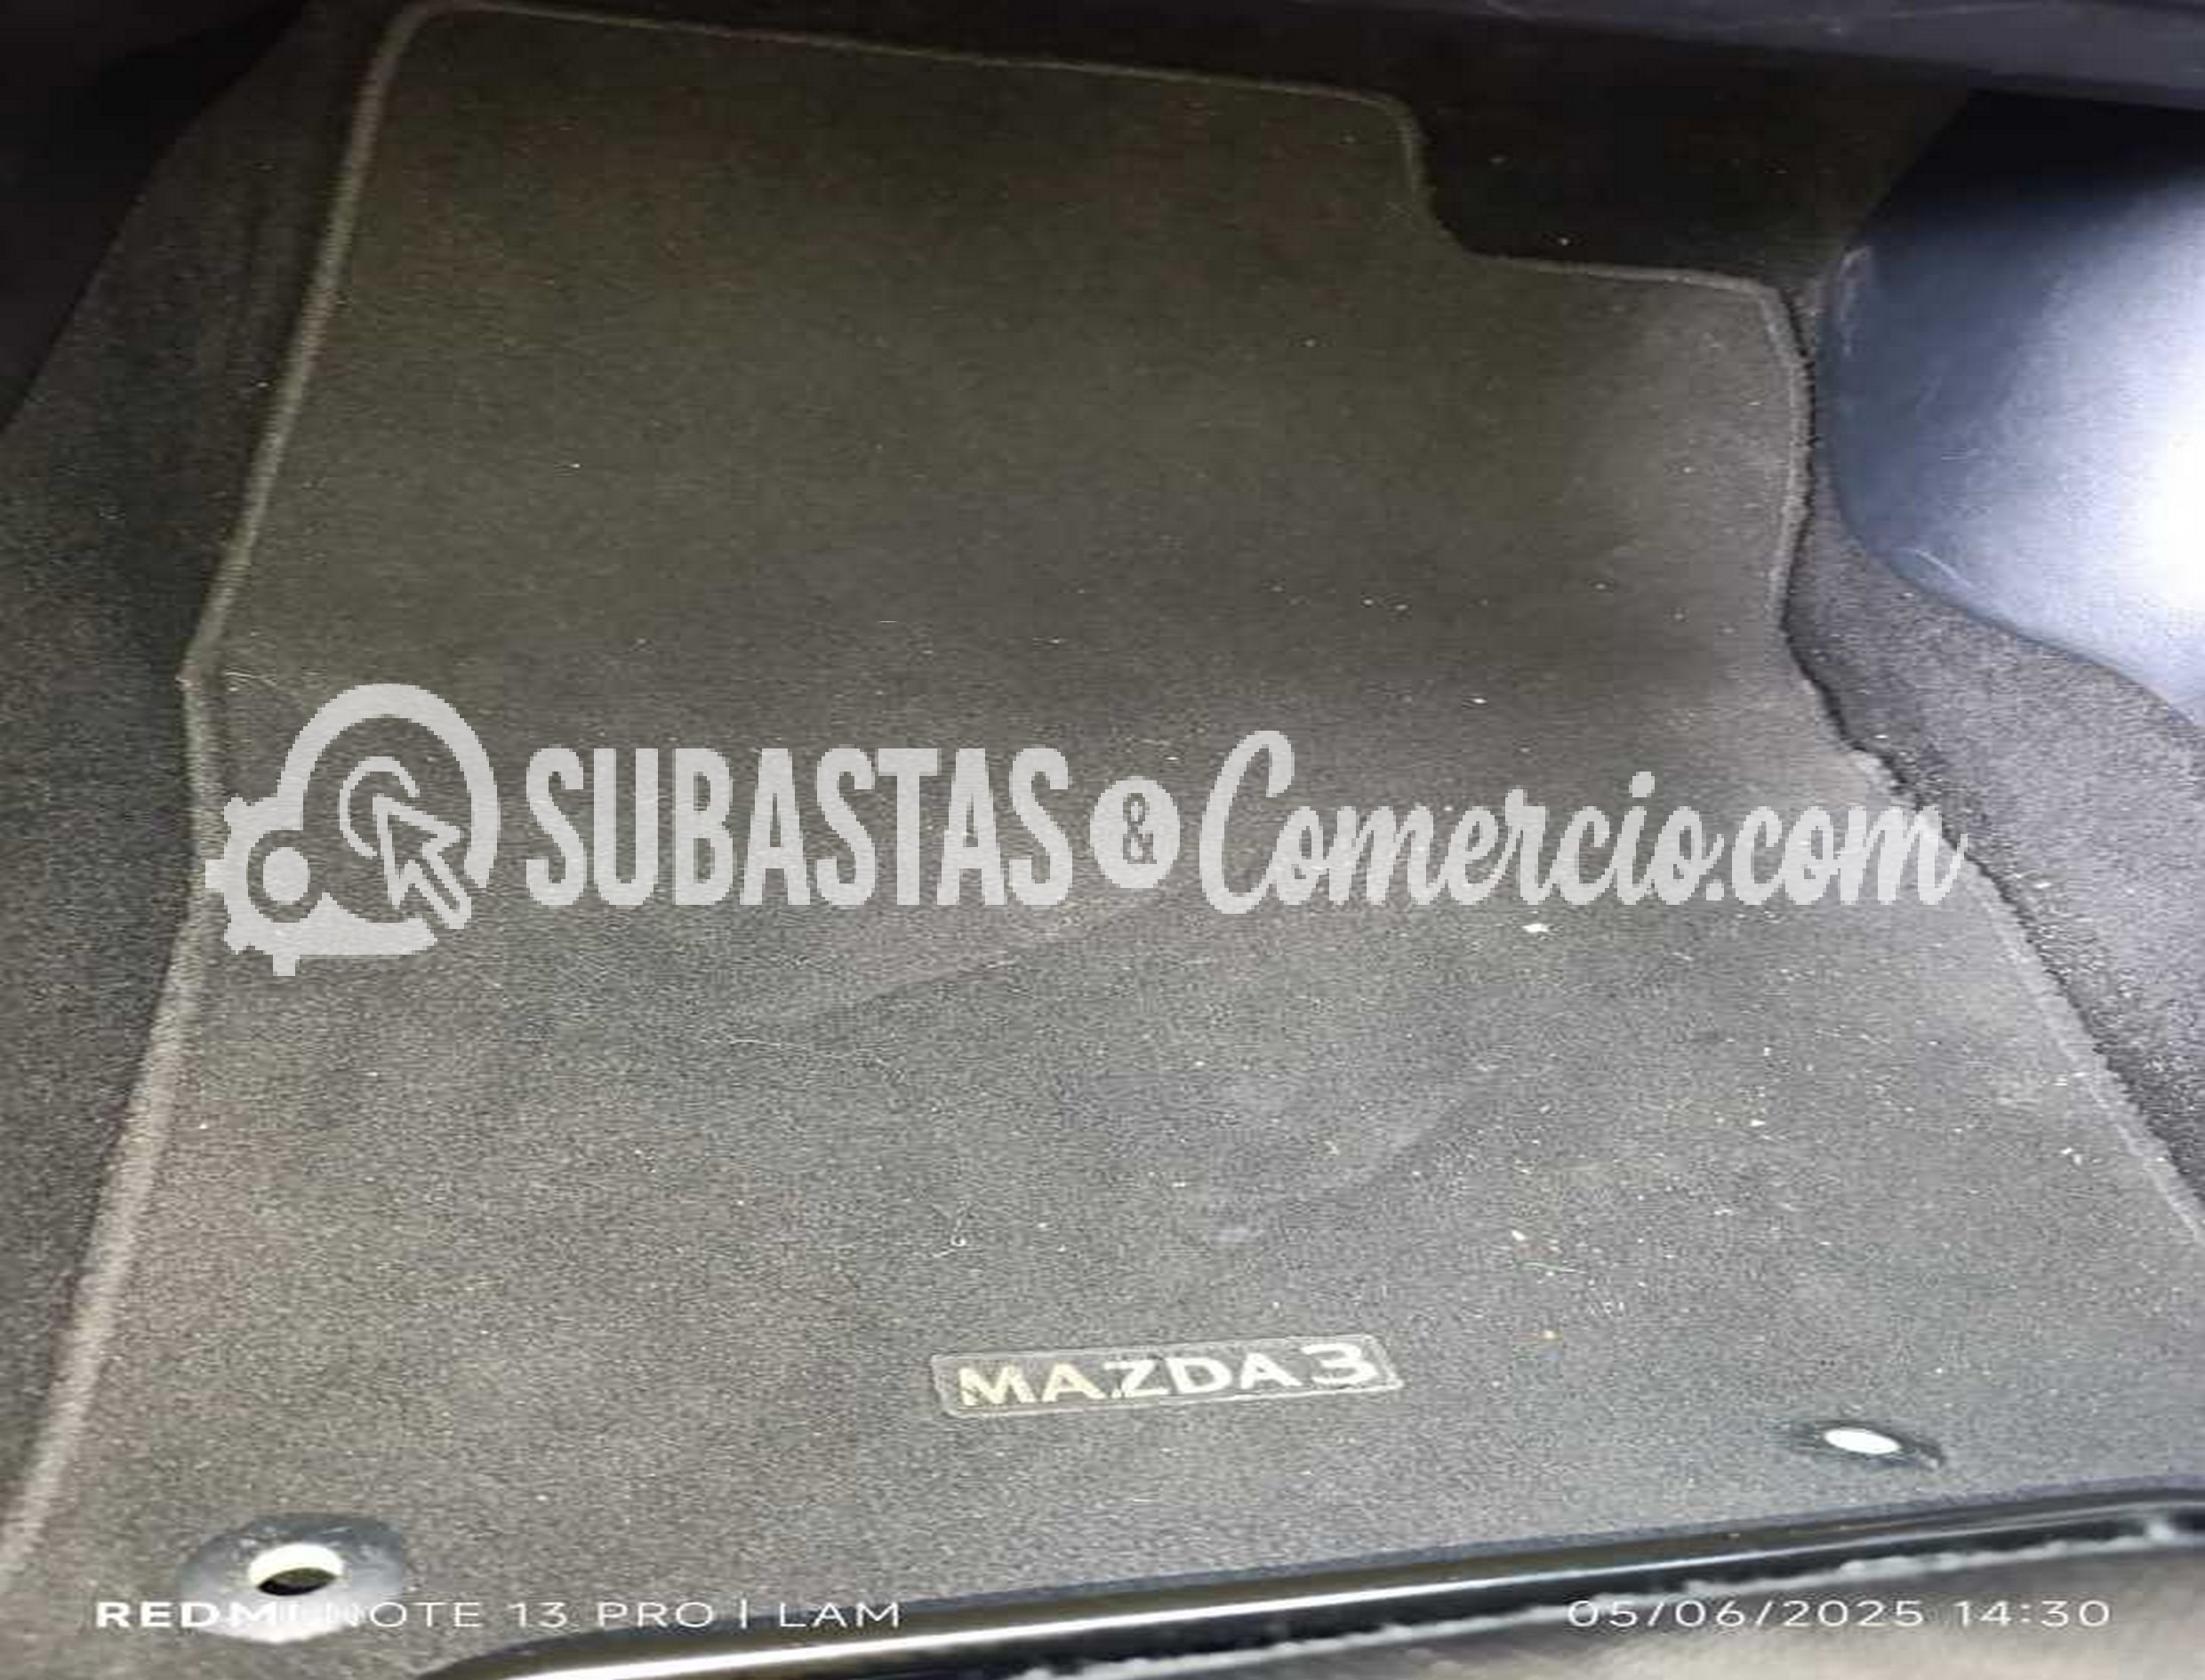 SUBASTAS & Comercio.com
MAZDA3
REDMI NOTE 13 PRO | LAM
05/06/2025 14:30